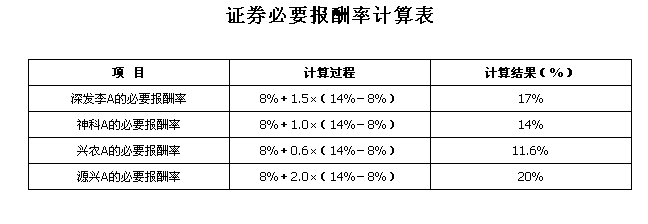 证券必要报酬率计算表
项 目 计算过程 计算结果（%）
深发李A的必要报酬率 8%＋1.5×（14%－8%） 17%
神科A的必要报酬率 8%＋1.0×（14%－8%） 14%
兴农A的必要报酬率 8%＋0.6×（14%－8%） 11.6%
源兴A的必要报酬率 8%＋2.0×（14%－8%） 20%